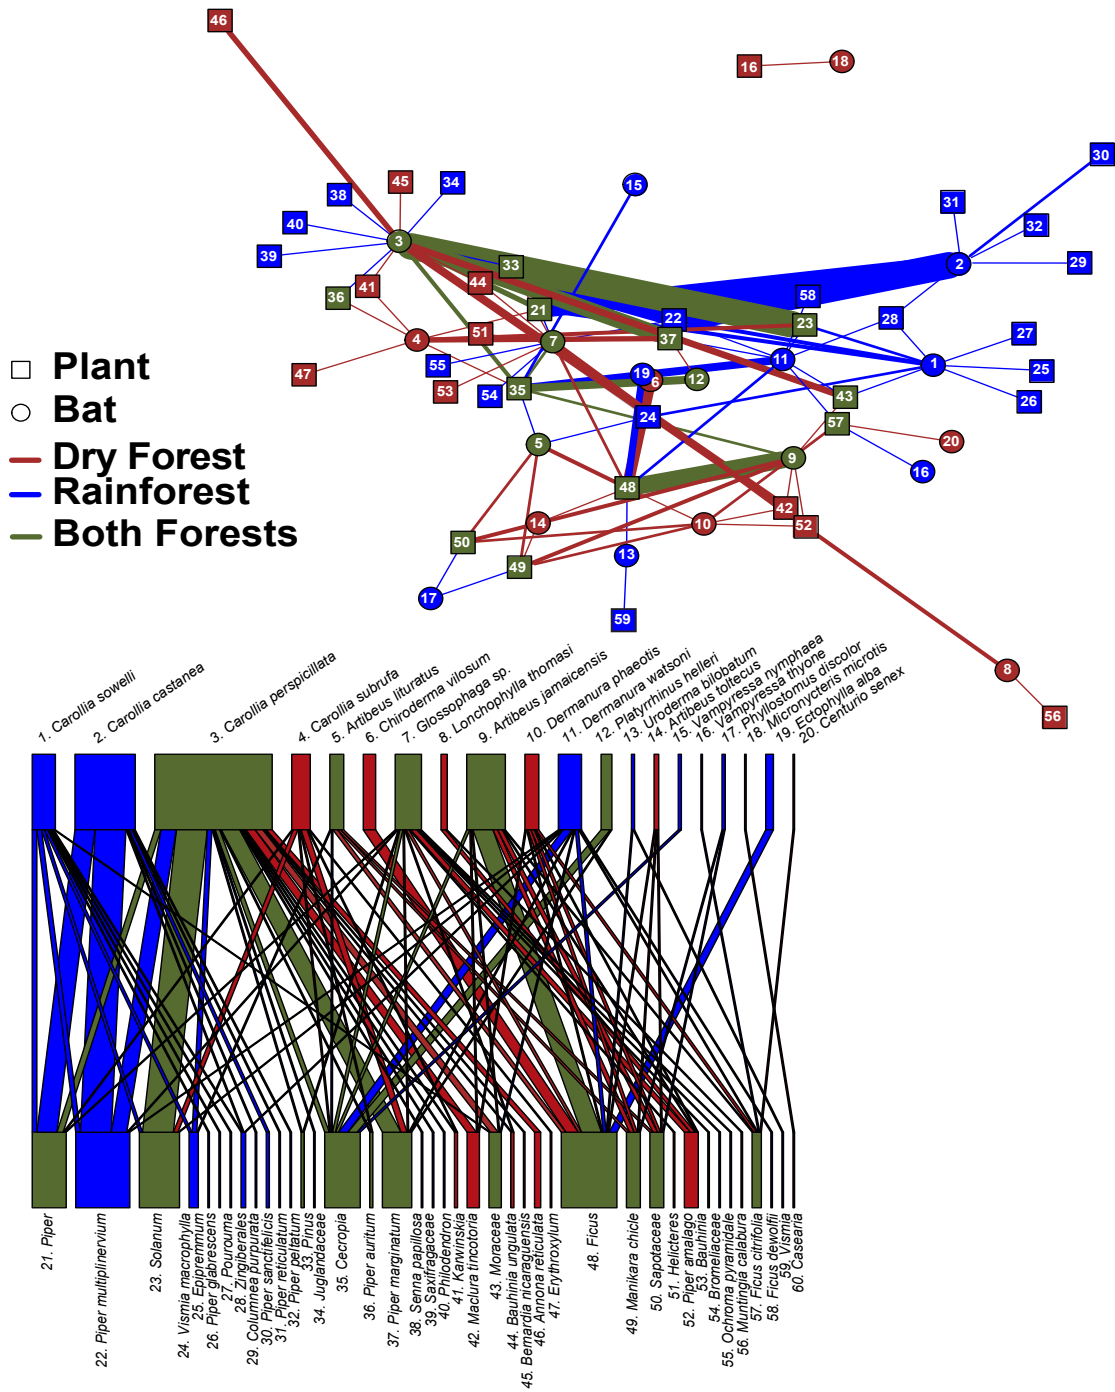 46
16
18
30
15
34
45
38
31
40
32
3
39
29
2
33
44
41
58
36
21
28
22
23
27
51
37
4
7
11
1
55
25
47
19
6
12
53
54
35
43
26
24
57
5
20
9
16
48
42
14
10
52
50
13
49
17
59
8
56
Plant
Bat
Dry Forest
Rainforest
Both Forests
1. Carollia sowelli
2. Carollia castanea
3. Carollia perspicillata
4. Carollia subrufa
5. Artibeus lituratus
6. Chiroderma vilosum
7. Glossophaga sp.
8. Lonchophylla thomasi
9. Artibeus jamaicensis
10. Dermanura phaeotis
11. Dermanura watsoni
12. Platyrrhinus helleri
13. Uroderma bilobatum
14. Artibeus toltecus
15. Vampyressa nymphaea
16. Vampyressa thyone
17. Phyllostomus discolor
18. Micronycteris microtis
19. Ectophylla alba
20. Centurio senex
21. Piper
22. Piper multiplinervium
23. Solanum
24. Vismia macrophylla
25. Epipremmum
26. Piper glabrescens
27. Pourouma
28. Zingiberales
29. Columnea purpurata
30. Piper sanctifelicis
31. Piper reticulatum
32. Piper peltatum
33. Pinus
34. Juglandaceae
35. Cecropia
36. Piper auritum
37. Piper marginatum
38. Senna papillosa
39. Saxifragaceae
40. Philodendron
41. Karwinskia
42. Maclura tincotoria
43. Moraceae
44. Bauhinia ungulata
45. Bernardia nicaraguensis
46. Annona reticulata
47. Erythroxylum
48. Ficus
49. Manikara chicle
50. Sapotaceae
51. Helicteres
52. Piper amalago
53. Bauhinia
54. Bromeliaceae
55. Ochroma pyramidale
56. Muntingia calabura
57. Ficus citrifolia
58. Ficus dewolfii
59. Vismia
60. Casearia